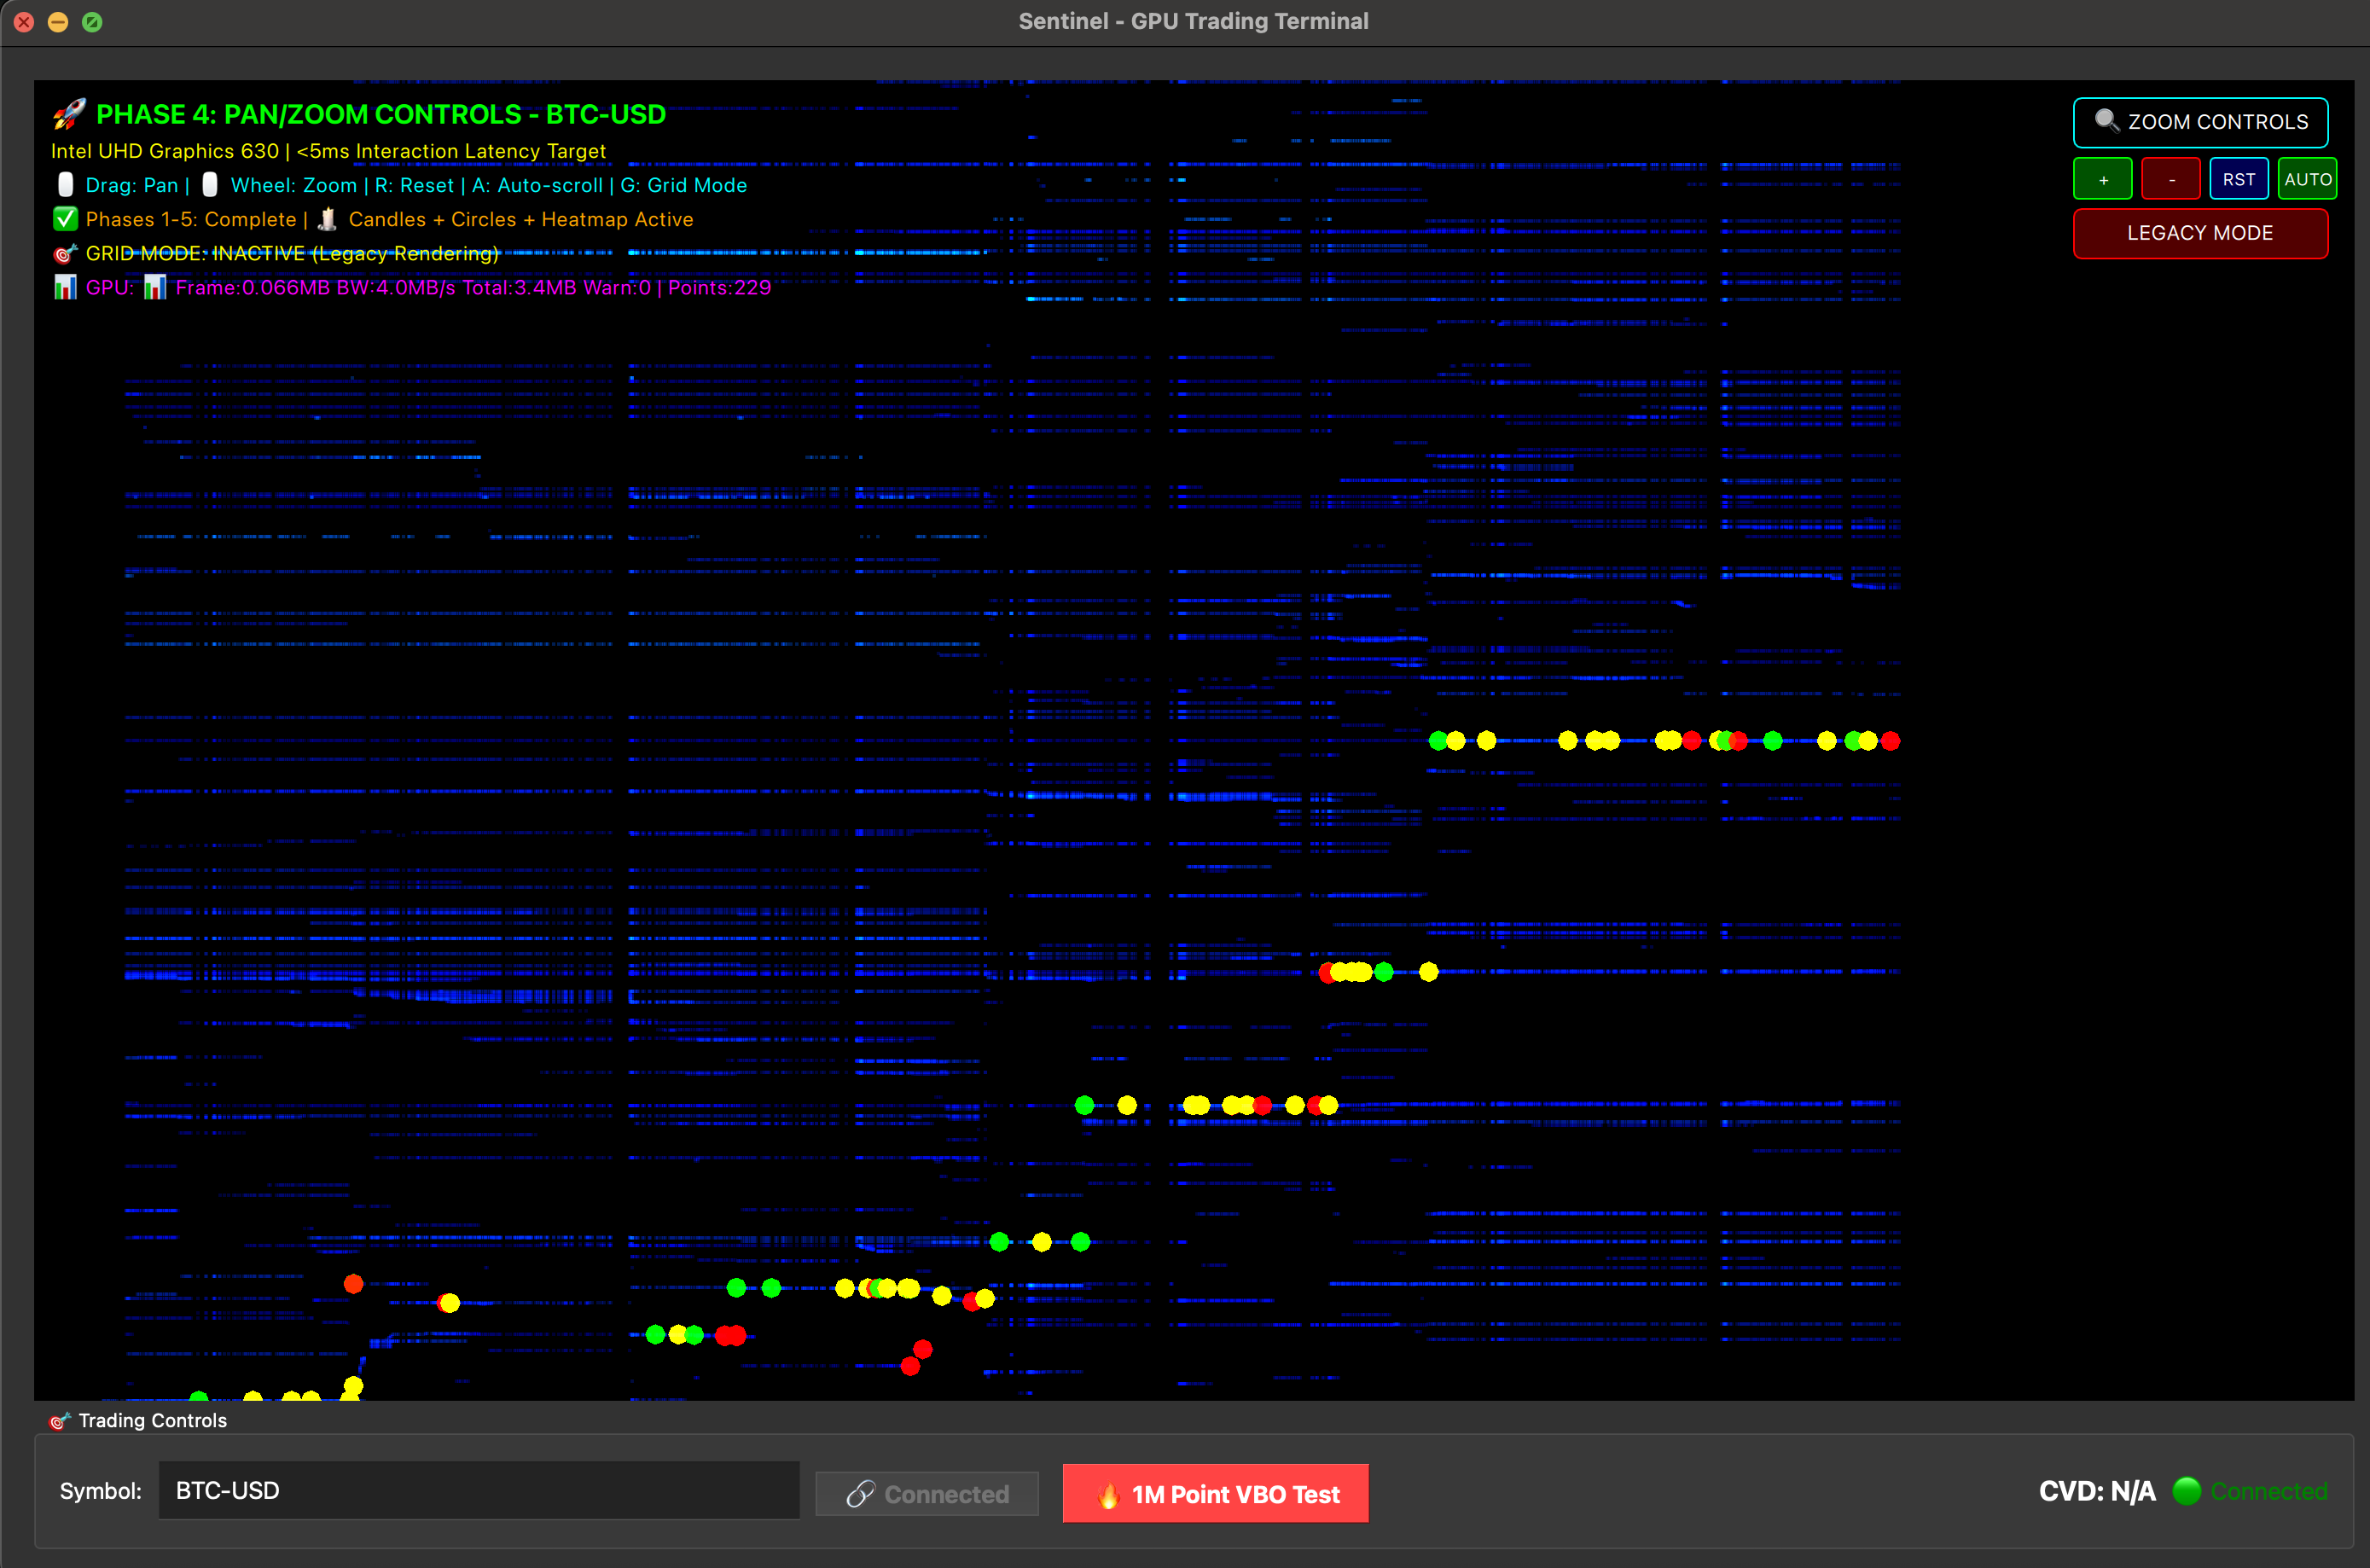 Sentinel - GPU Trading Terminal
🚀 PHASE 4: PAN/ZOOM CONTROLS - BTC-USD
Intel UHD Graphics 630 | <5ms Interaction Latency Target
Drag: Pan | Wheel: Zoom | R: Reset | A: Auto-scroll | G: Grid Mode
✅ Phases 1-5: Complete | 🕯️ Candles + Circles + Heatmap Active
🎯 GRID MODE: INACTIVE (Legacy Rendering)
📊 GPU: 📊 Frame:0.066MB BW:4.0MB/s Total:3.4MB Warn:0 | Points:229
🔍 ZOOM CONTROLS
+ - RST AUTO
LEGACY MODE
🎯 Trading Controls
Symbol: BTC-USD 🔗 Connected 🔥 1M Point VBO Test CVD: N/A 🟢 Connected